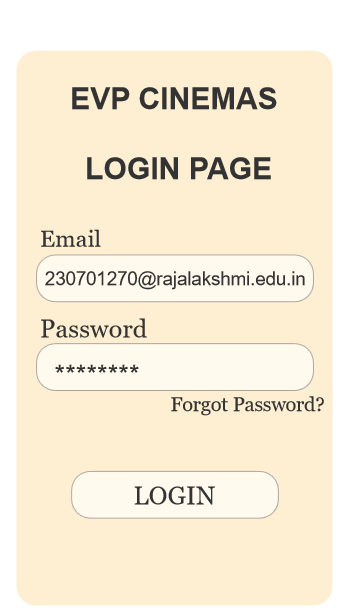 EVP CINEMAS
LOGIN PAGE
Email
230701270@rajalakshmi.edu.in
Password
********
Forgot Password?
LOGIN